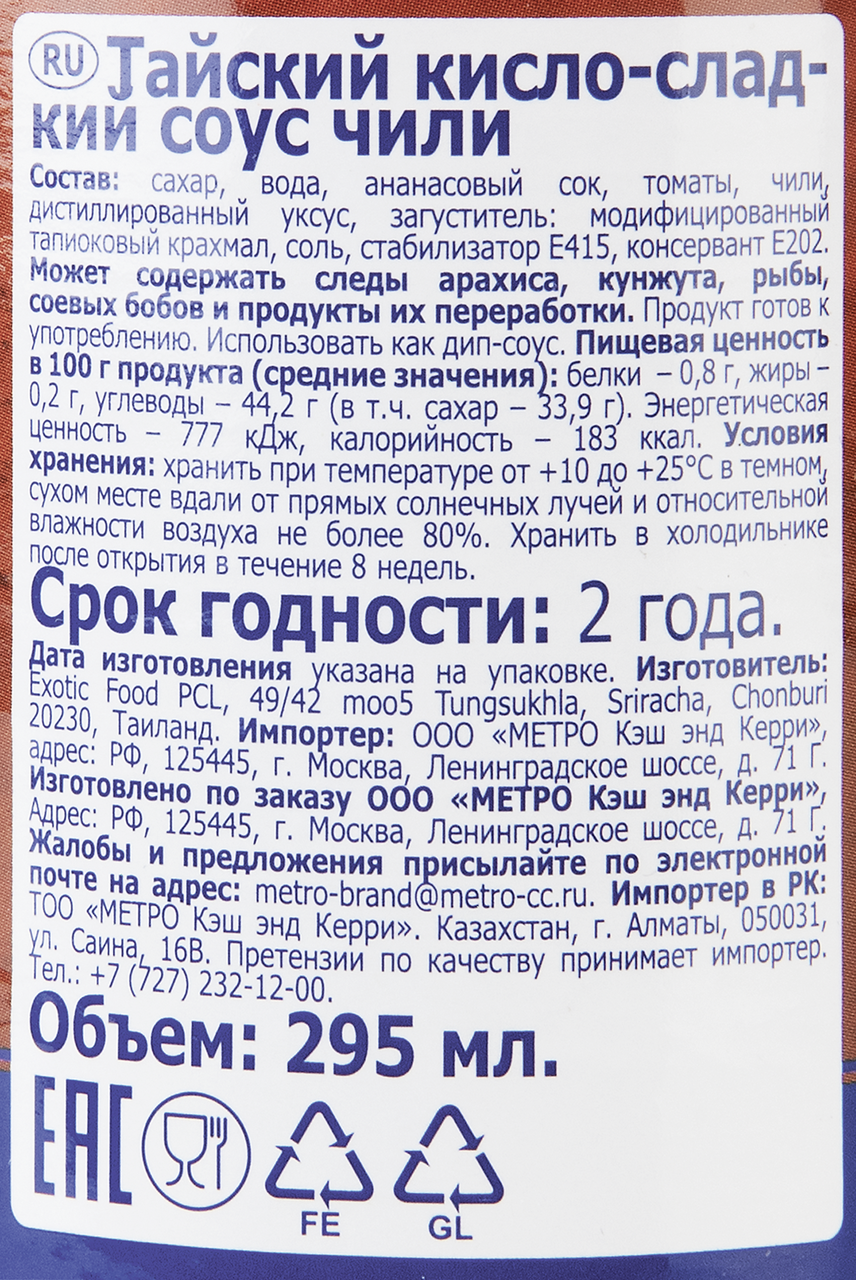 RU Тайский кисло-слад-
кий соус чили
Состав: сахар, вода, ананасовый сок, томаты, чили,
дистиллированный уксус, загуститель: модифицированный
тапиоковый крахмал, соль, стабилизатор Е415, консервант Е202.
Может содержать следы арахиса, кунжута, рыбы,
соевых бобов и продукты их переработки. Продукт готов к
употреблению. Использовать как дип-соус. Пищевая ценность
в 100 г продукта (средние значения): белки – 0,8 г, жиры –
0,2 г, углеводы – 44,2 г (в т.ч. сахар – 33,9 г). Энергетическая
ценность – 777 кДж, калорийность – 183 ккал. Условия
хранения: хранить при температуре от +10 до +25°С в темном,
сухом месте вдали от прямых солнечных лучей и относительной
влажности воздуха не более 80%. Хранить в холодильнике
после открытия в течение 8 недель.
Срок годности: 2 года.
Дата изготовления указана на упаковке. Изготовитель:
Exotic Food PCL, 49/42 moo5 Tungsukhla, Sriracha, Chonburi
20230, Таиланд. Импортер: ООО «МЕТРО Кэш энд Керри»,
адрес: РФ, 125445, г. Москва, Ленинградское шоссе, д. 71 Г.
Изготовлено по заказу ООО «МЕТРО Кэш энд Керри»,
Адрес: РФ, 125445, г. Москва, Ленинградское шоссе, д. 71 Г.
Жалобы и предложения присылайте по электронной
почте на адрес: metro-brand@metro-cc.ru. Импортер в РК:
ТОО «МЕТРО Кэш энд Керри». Казахстан, г. Алматы, 050031,
ул. Саина, 16В. Претензии по качеству принимает импортер.
Тел.: +7 (727) 232-12-00.
Объем: 295 мл.
EAC
FE GL